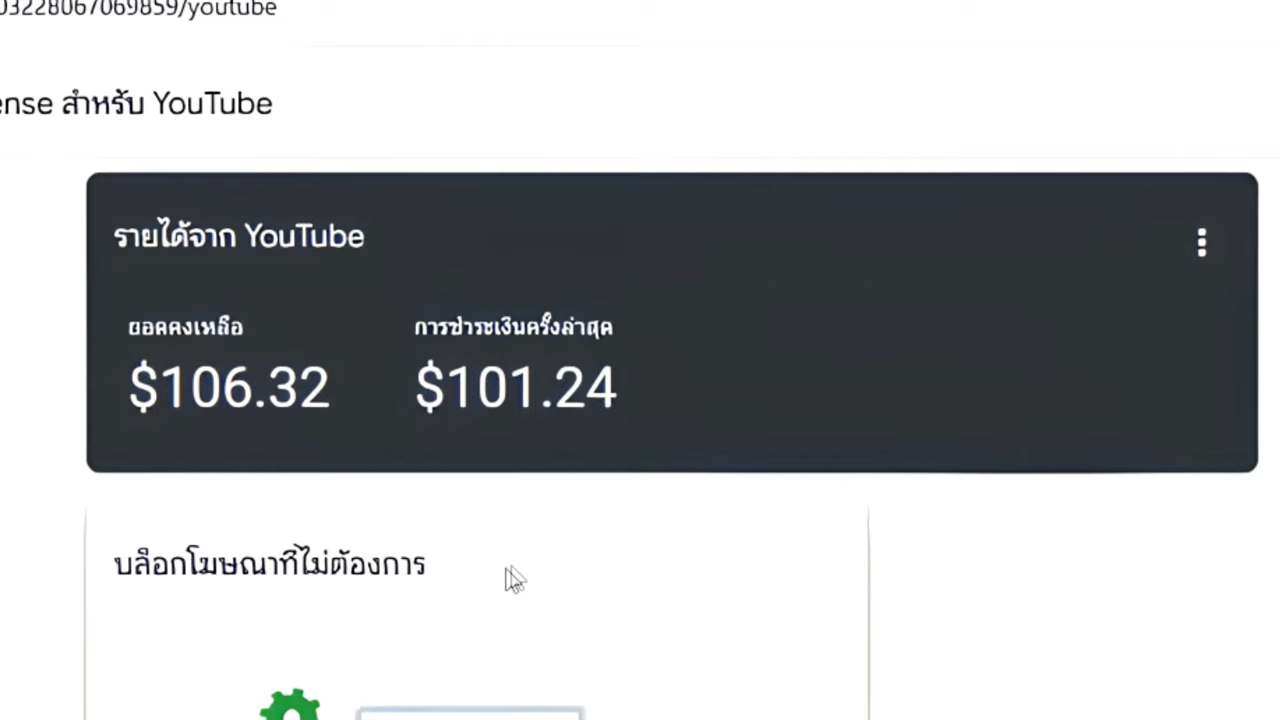 03228067069859/youtube
ense สำหรับ YouTube
รายได้จาก YouTube
ยอดคงเหลือ
การชำระเงินครั้งล่าสุด
$106.32
$101.24
บล็อกโฆษณาที่ไม่ต้องการ